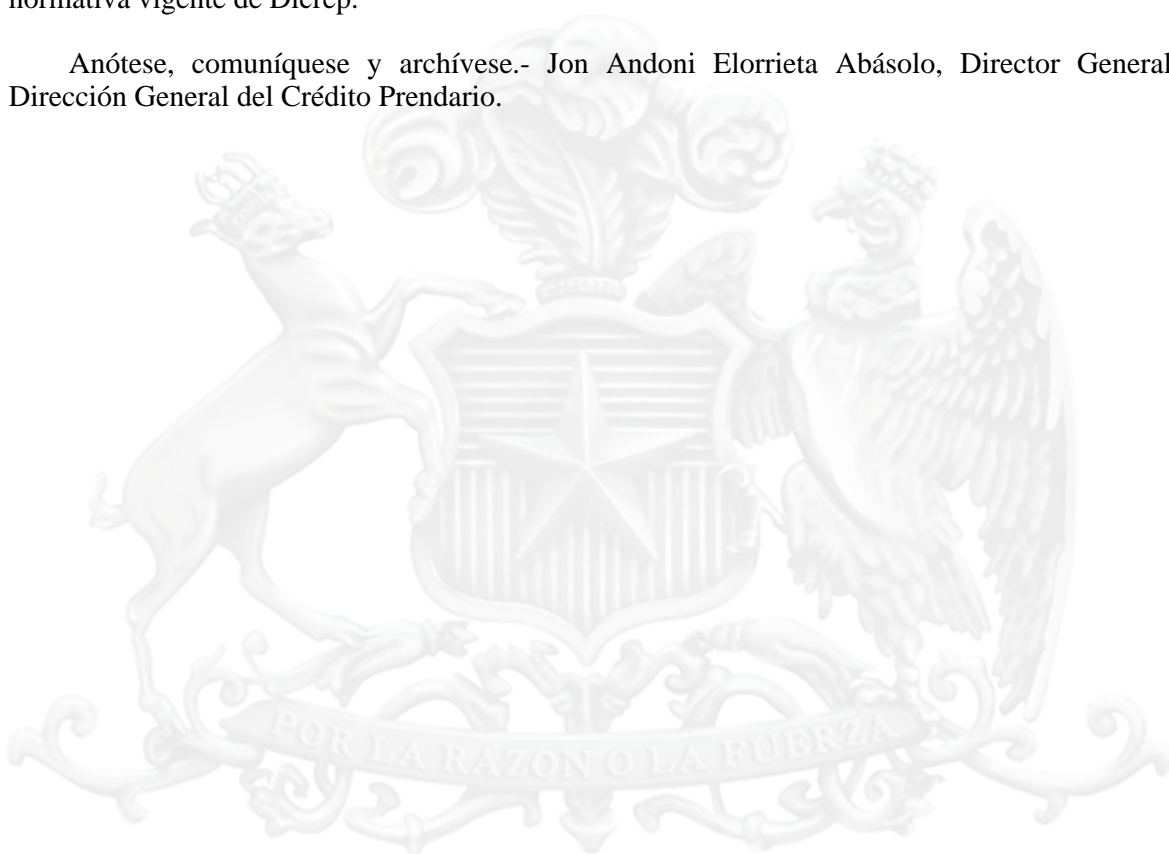 normativa vigente de Dicrep.
Anótese, comuníquese y archívese.- Jon Andoni Elorrieta Abásolo, Director General
Dirección General del Crédito Prendario.
POR LA RAZON O LA FUERZA